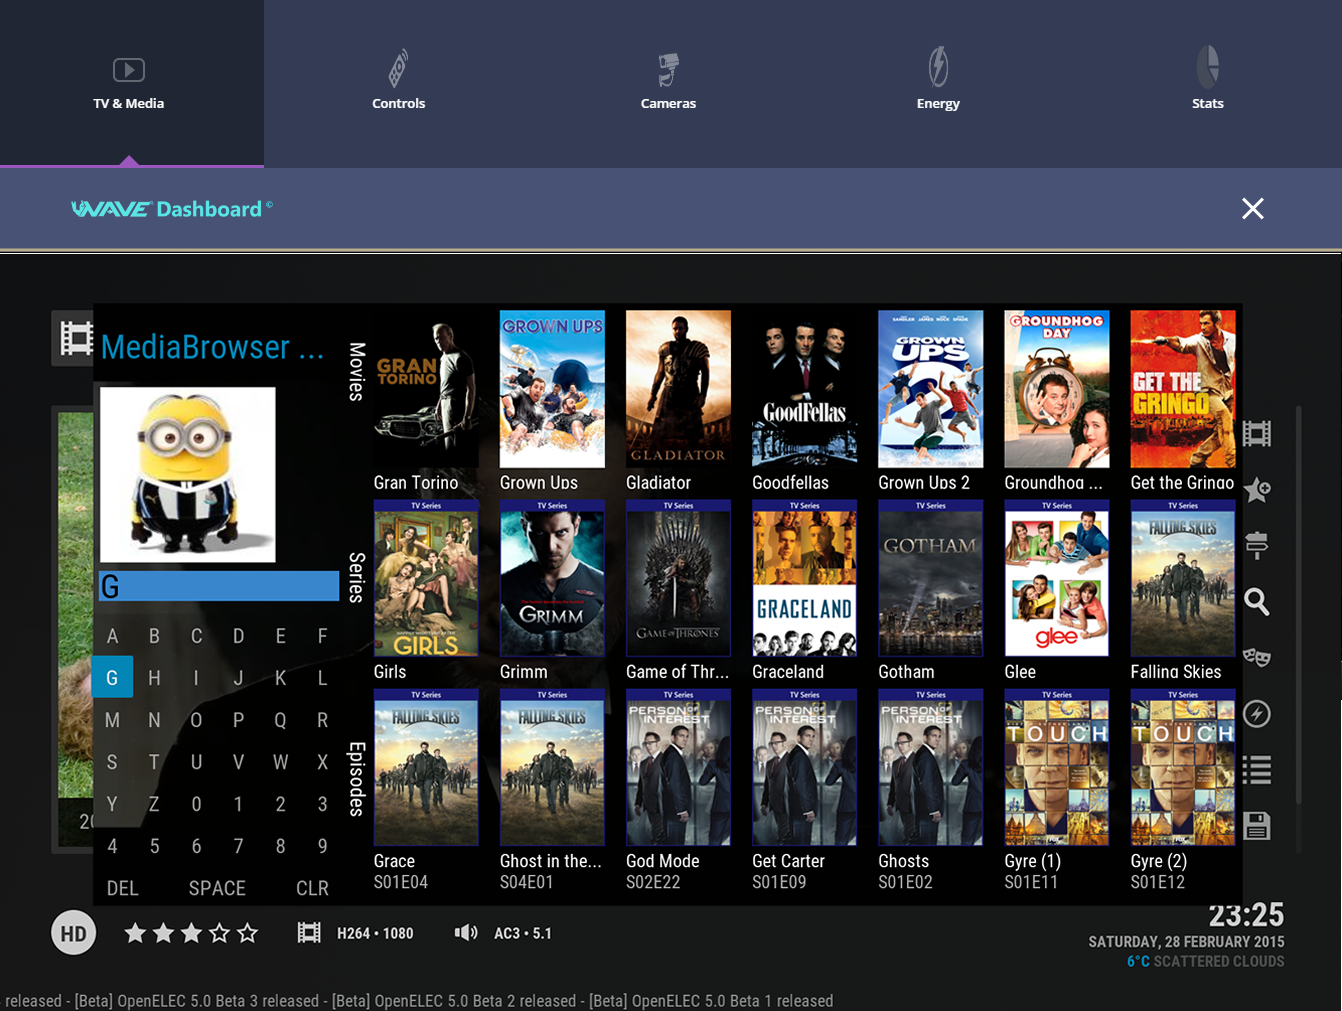 TV & Media
Controls
Cameras
Energy
Stats
WAVE Dashboard ©
MediaBrowser ...
G
A B C D E F
G H I J K L
M N O P Q R
S T U V W X
Y Z 0 1 2 3
4 5 6 7 8 9
DEL SPACE CLR
Movies
GRAN TORINO
GROWN UPS
GLADIATOR
GoodFellas
SANDLER JAMES ROCK SPADE
GROWN UPS 2
GROUNDHOG DAY
GET THE GRINGO
Gran Torino
Grown Ups
Gladiator
Goodfellas
Grown Ups 2
Groundhog ...
Get the Gringo
Series
TV Series
TV Series
TV Series
TV Series
TV Series
TV Series
TV Series
GIRLS
GRIMM
GAME OF THRONES
GRACELAND
GOTHAM
glee
FALLING SKIES
Girls
Grimm
Game of Thr...
Graceland
Gotham
Glee
Falling Skies
Episodes
TV Series
TV Series
TV Series
TV Series
TV Series
TV Series
TV Series
FALLING SKIES
FALLING SKIES
PERSON OF INTEREST
PERSON OF INTEREST
PERSON OF INTEREST
TOUCH
TOUCH
Grace
S01E04
Ghost in the...
S04E01
God Mode
S02E22
Get Carter
S01E09
Ghosts
S01E02
Gyre (1)
S01E11
Gyre (2)
S01E12
HD
H264 • 1080
AC3 • 5.1
23:25
SATURDAY, 28 FEBRUARY 2015
6°C SCATTERED CLOUDS
released - [Beta] OpenELEC 5.0 Beta 3 released - [Beta] OpenELEC 5.0 Beta 2 released - [Beta] OpenELEC 5.0 Beta 1 released